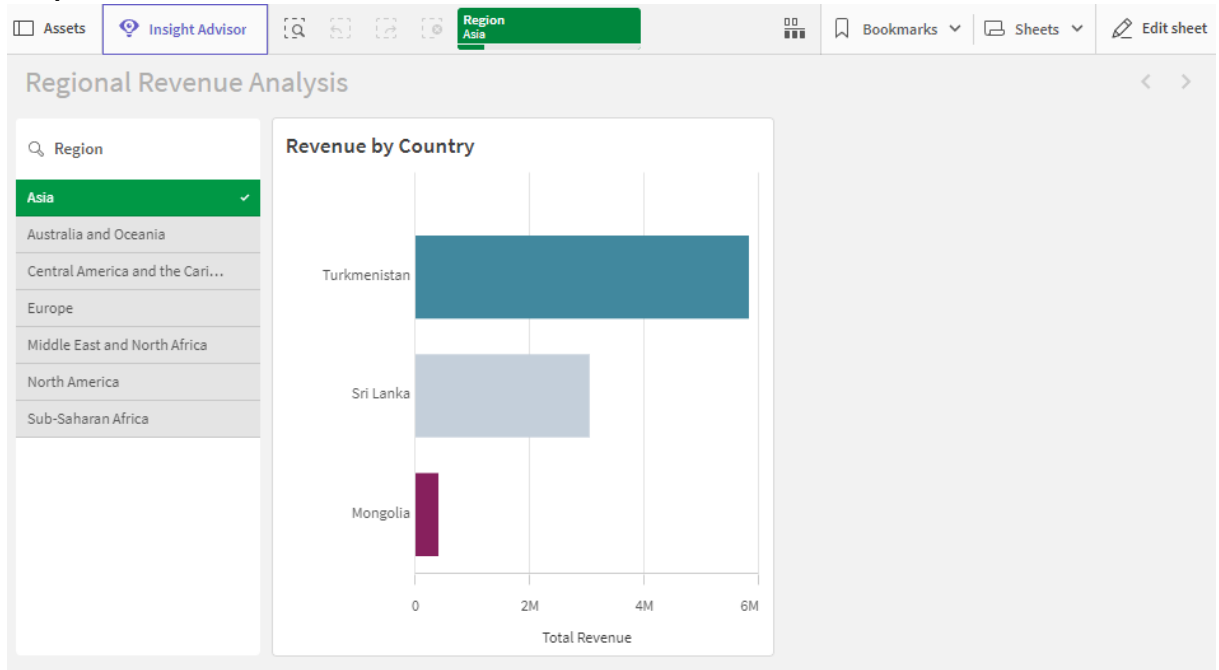 Assets
Insight Advisor
Region
Asia
Bookmarks
Sheets
Edit sheet
Regional Revenue Analysis
Region
Asia
Australia and Oceania
Central America and the Cari...
Europe
Middle East and North Africa
North America
Sub-Saharan Africa
Revenue by Country
Turkmenistan
Sri Lanka
Mongolia
0 2M 4M 6M
Total Revenue